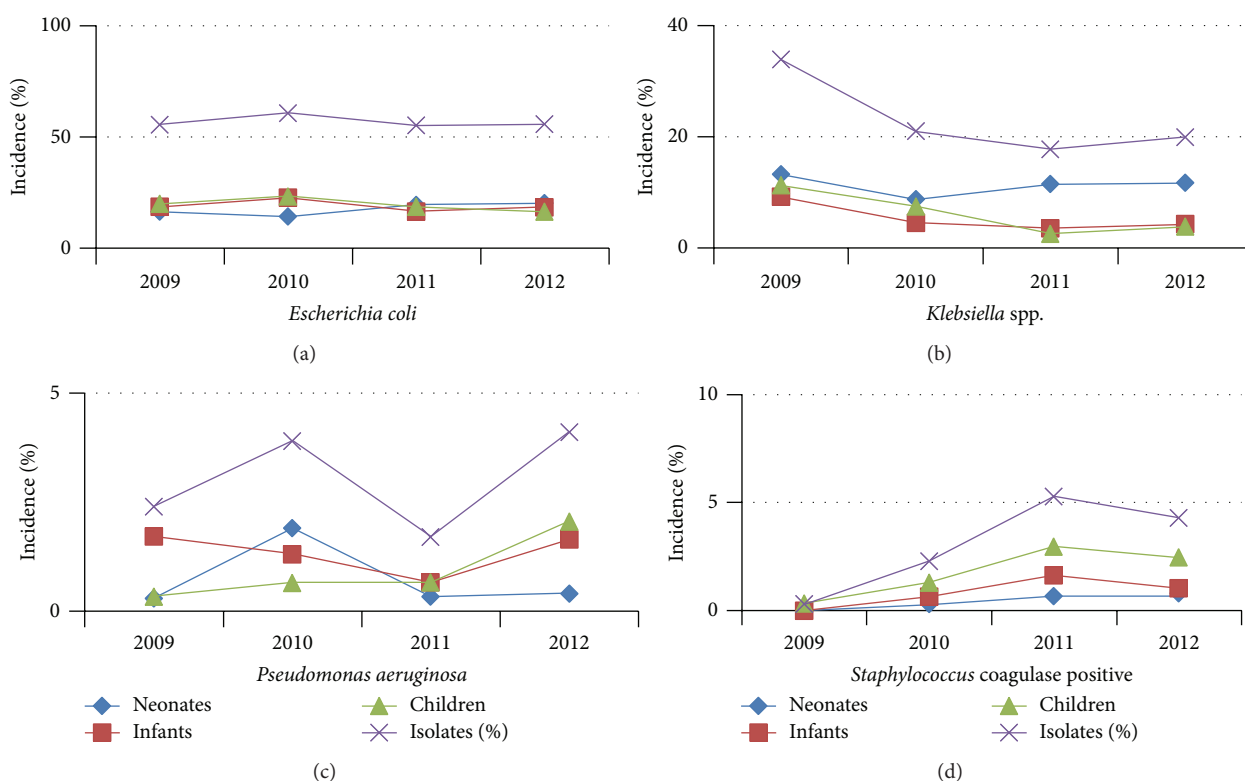 100
50
0
Incidence (%)
2009 2010 2011 2012
Escherichia coli
(a)
40
20
0
Incidence (%)
2009 2010 2011 2012
Klebsiella spp.
(b)
5
0
Incidence (%)
2009 2010 2011 2012
Pseudomonas aeruginosa
Neonates Children
Infants Isolates (%)
(c)
10
5
0
Incidence (%)
2009 2010 2011 2012
Staphylococcus coagulase positive
Neonates Children
Infants Isolates (%)
(d)